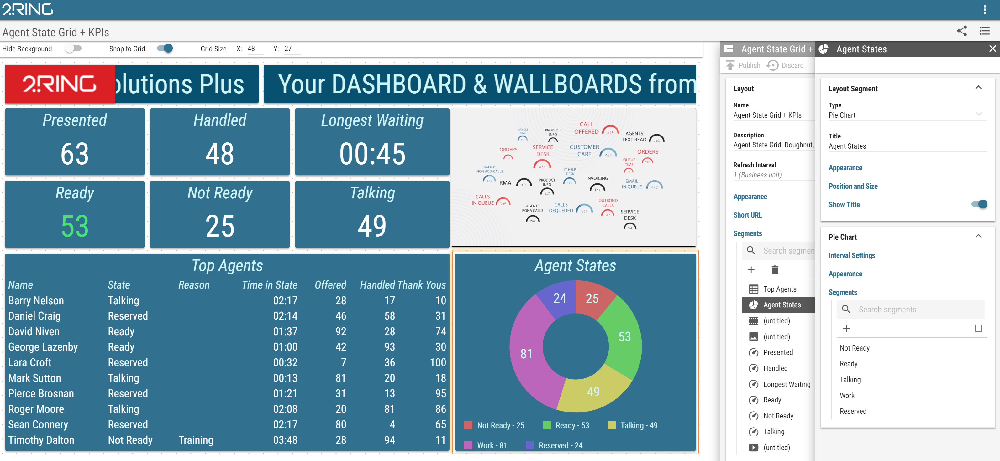 2RING
Agent State Grid + KPIs
Hide Background Snap to Grid Grid Size X: 48 Y: 27
2RING olutions Plus
Your DASHBOARD & WALLBOARDS from
Presented
63
Handled
48
Longest Waiting
00:45
Ready
53
Not Ready
25
Talking
49
HANDLE
TIME
PRODUCT
INFO
CALL
OFFERED
AGENTS
TEXT READ
ORDERS
SERVICE
DESK
CUSTOMER
CARE
ORDERS
QUEUE
TIME
AGENTS
NON ACD-CALLS
RMA
PRODUCT
INFO
IT HELP
DESK
INVOICING
EMAIL
IN QUEUE
CALLS
IN QUEUE
AGENTS
RONA CALLS
CALLS
DEQUEUED
OUTBOND
CALLS
SERVICE
DESK
Top Agents
Name State Reason Time in State Offered Handled Thank Yous
Barry Nelson Talking 02:17 28 17 10
Daniel Craig Reserved 02:14 46 58 31
David Niven Ready 01:37 92 28 74
George Lazenby Ready 01:00 42 93 30
Lara Croft Reserved 00:32 7 36 100
Mark Sutton Talking 00:13 81 20 18
Pierce Brosnan Reserved 01:21 31 13 95
Roger Moore Talking 02:08 20 81 86
Sean Connery Reserved 02:17 80 4 65
Timothy Dalton Not Ready Training 03:48 28 94 11
Agent States
24 25
53
81
49
Not Ready - 25 Ready - 53 Talking - 49
Work - 81 Reserved - 24
Agent State Grid +
Publish Discard
Layout
Name
Agent State Grid + KPIs
Description
Agent State Grid, Doughnut,
Refresh Interval
1 (Business unit)
Appearance
Short URL
Segments
Search segmen
Top Agents
Agent States
(untitled)
(untitled)
Presented
Handled
Longest Waiting
Ready
Not Ready
Talking
(untitled)
Agent States
Layout Segment
Type
Pie Chart
Title
Agent States
Appearance
Position and Size
Show Title
Pie Chart
Interval Settings
Appearance
Segments
Search segments
Not Ready
Ready
Talking
Work
Reserved